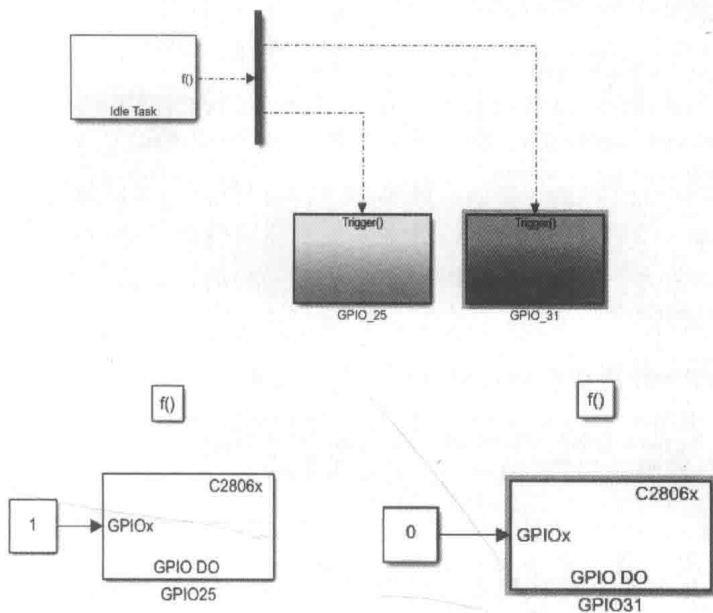 f()
Idle Task
Trigger()
Trigger()
GPIO_25
GPIO_31
f()
f()
C2806x
C2806x
1
GPIOx
0
GPIOx
GPIO DO
GPIO DO
GPIO25
GPIO31